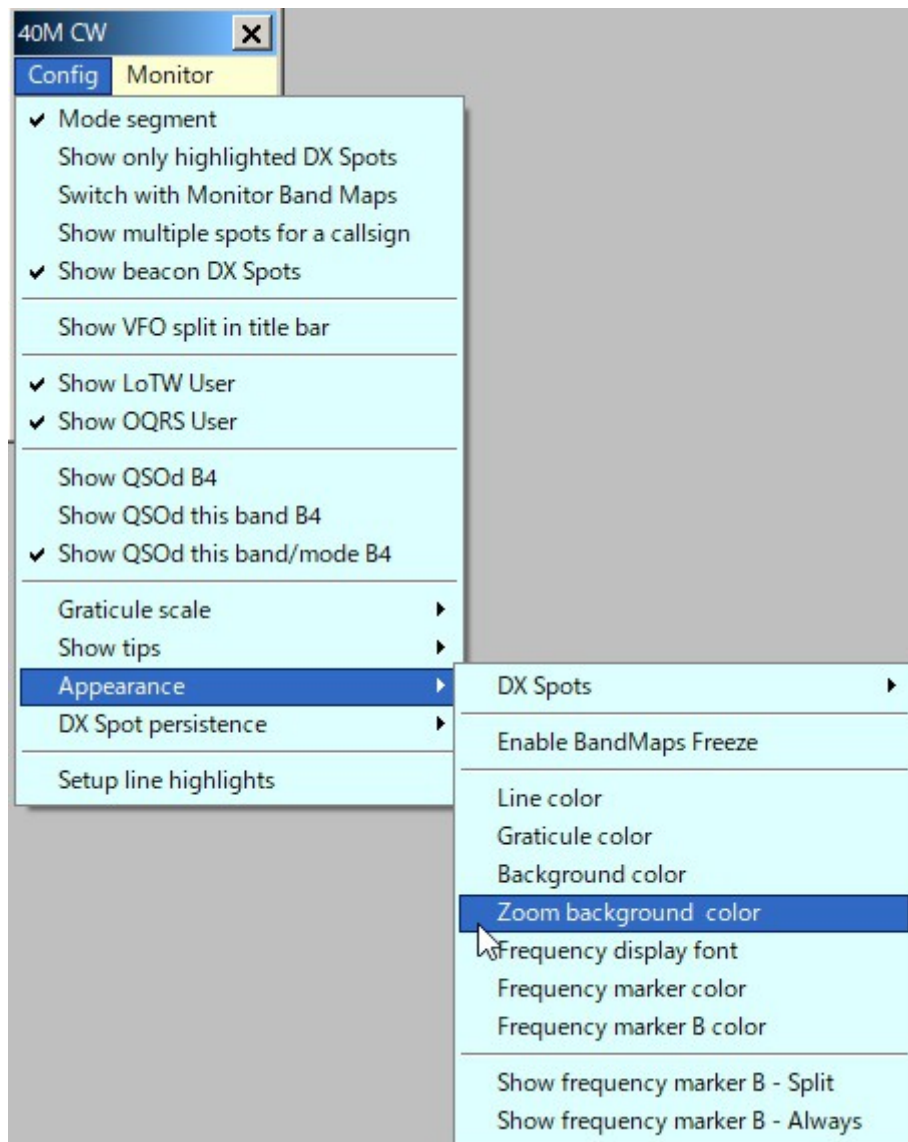 40M CW
Config Monitor
Mode segment
Show only highlighted DX Spots
Switch with Monitor Band Maps
Show multiple spots for a callsign
Show beacon DX Spots
Show VFO split in title bar
Show LoTW User
Show OQRS User
Show QSOd B4
Show QSOd this band B4
Show QSOd this band/mode B4
Graticule scale
Show tips
Appearance
DX Spot persistence
Setup line highlights
DX Spots
Enable BandMaps Freeze
Line color
Graticule color
Background color
Zoom background  color
Frequency display font
Frequency marker color
Frequency marker B color
Show frequency marker B - Split
Show frequency marker B - Always